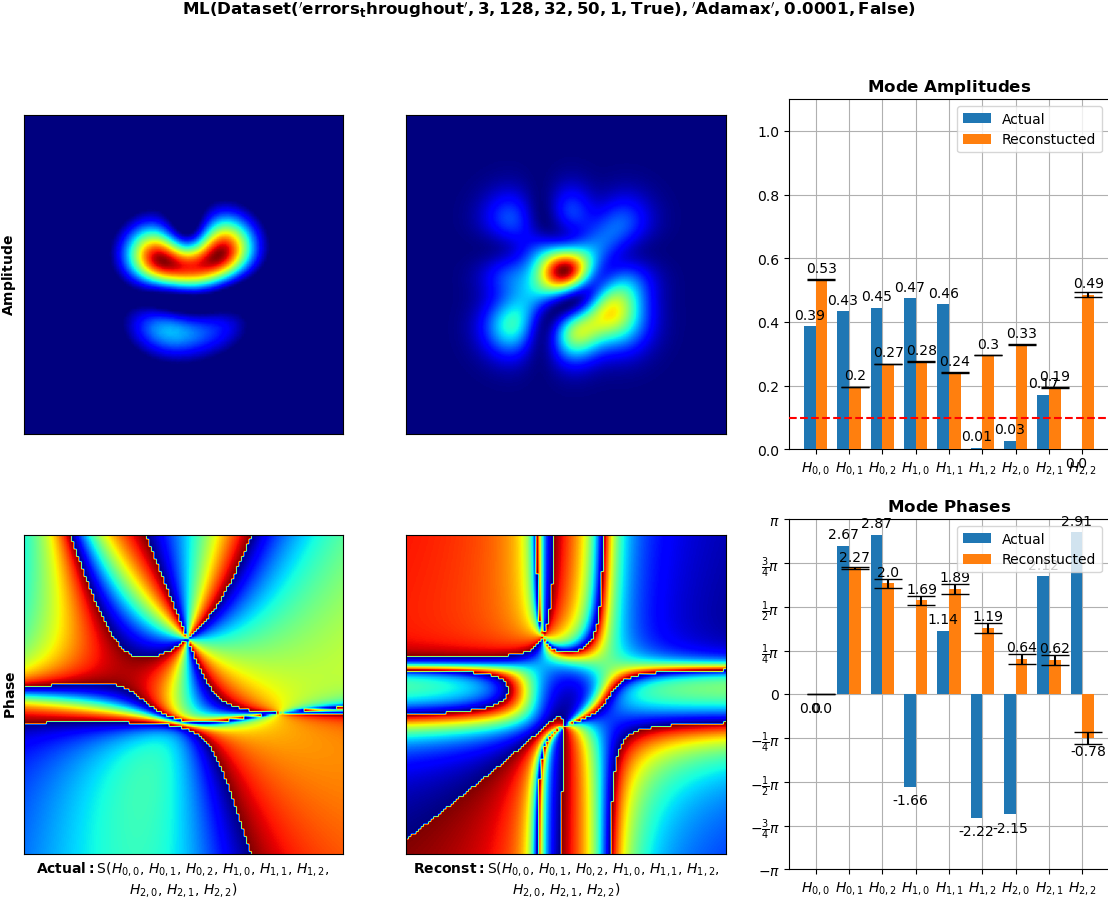 ML(Dataset('errors_throughout', 3, 128, 32, 50, 1, True), 'Adamax', 0.0001, False)
Amplitude
Mode Amplitudes
Actual
Reconstucted
1.0
0.8
0.6
0.4
0.2
0.0
0.39
0.53
0.43
0.2
0.45
0.27
0.47
0.28
0.46
0.24
0.01
0.3
0.03
0.33
0.17
0.19
0.0
0.49
H0,0 H0,1 H0,2 H1,0 H1,1 H1,2 H2,0 H2,1 H2,2
Phase
Mode Phases
Actual
Reconstucted
π
3/4π
1/2π
1/4π
0
−1/4π
−1/2π
−3/4π
−π
0.0
0.0
2.67
2.27
2.87
2.0
-1.66
1.69
1.14
1.89
-2.22
1.19
-2.15
0.64
2.12
0.62
2.91
-0.78
H0,0 H0,1 H0,2 H1,0 H1,1 H1,2 H2,0 H2,1 H2,2
Actual: S(H0,0, H0,1, H0,2, H1,0, H1,1, H1,2,
H2,0, H2,1, H2,2)
Reconst: S(H0,0, H0,1, H0,2, H1,0, H1,1, H1,2,
H2,0, H2,1, H2,2)